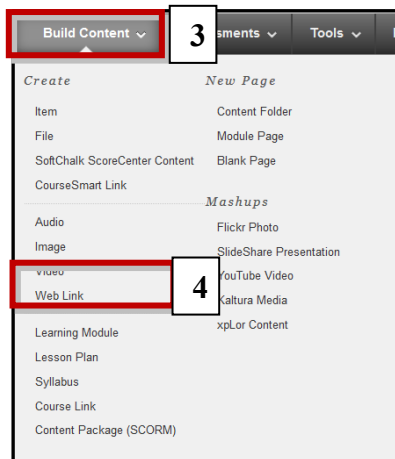 Build Content
3
sments
Tools
Create
Item
File
SoftChalk ScoreCenter Content
CourseSmart Link
Audio
Image
Video
Web Link
4
Learning Module
Lesson Plan
Syllabus
Course Link
Content Package (SCORM)
New Page
Content Folder
Module Page
Blank Page
Mashups
Flickr Photo
SlideShare Presentation
YouTube Video
Kaltura Media
xpLor Content